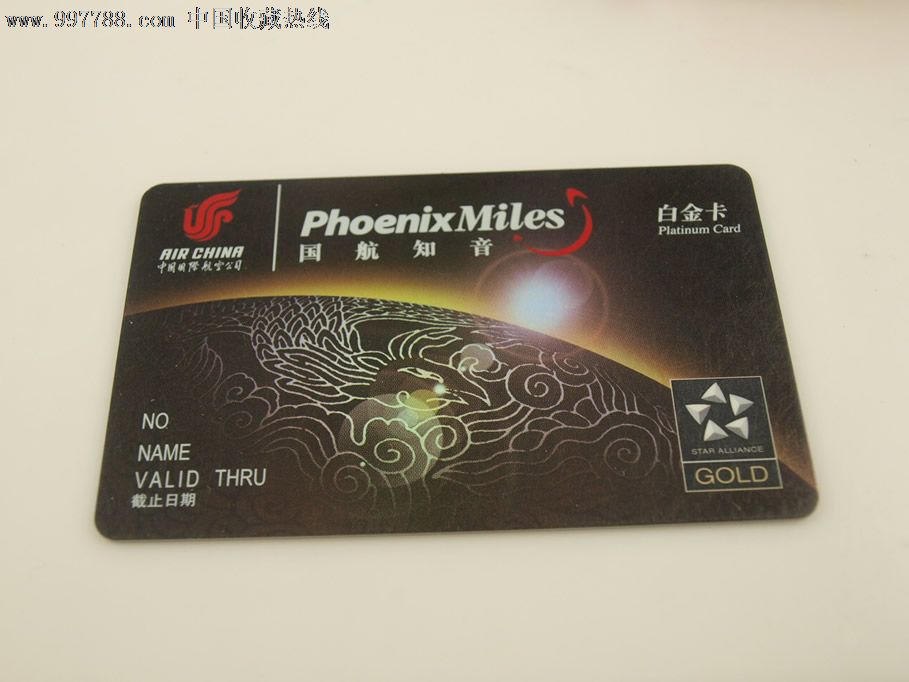 www.997788.com 中国收藏热线
AIR CHINA
中国国际航空公司
PhoenixMiles
国航知音
白金卡
Platinum Card
NO
NAME
VALID THRU
截止日期
STAR ALLIANCE
GOLD